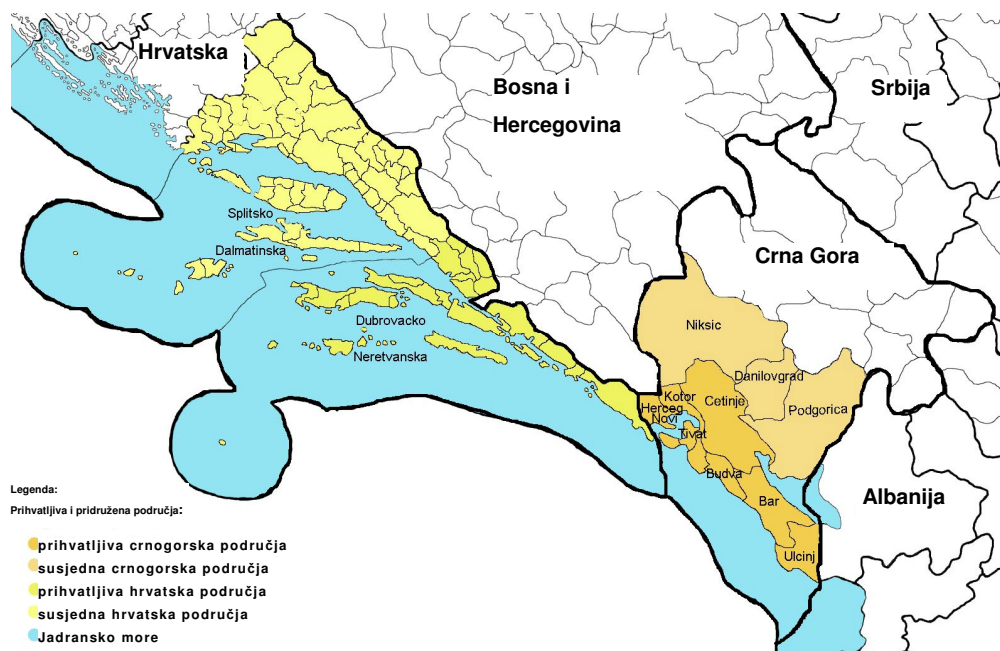 Hrvatska
Bosna i
Hercegovina
Srbija
Splitsko
Dalmatinska
Crna Gora
Dubrovacko
Neretvanska
Niksic
Danilovgrad
Kotor
Cetinje
Herceg
Novi
Podgorica
Tivat
Budva
Bar
Albanija
Ulcinj
Legenda:
Prihvatljiva i pridružena područja:
prihvatljiva crnogorska područja
susjedna crnogorska područja
prihvatljiva hrvatska područja
susjedna hrvatska područja
Jadransko more